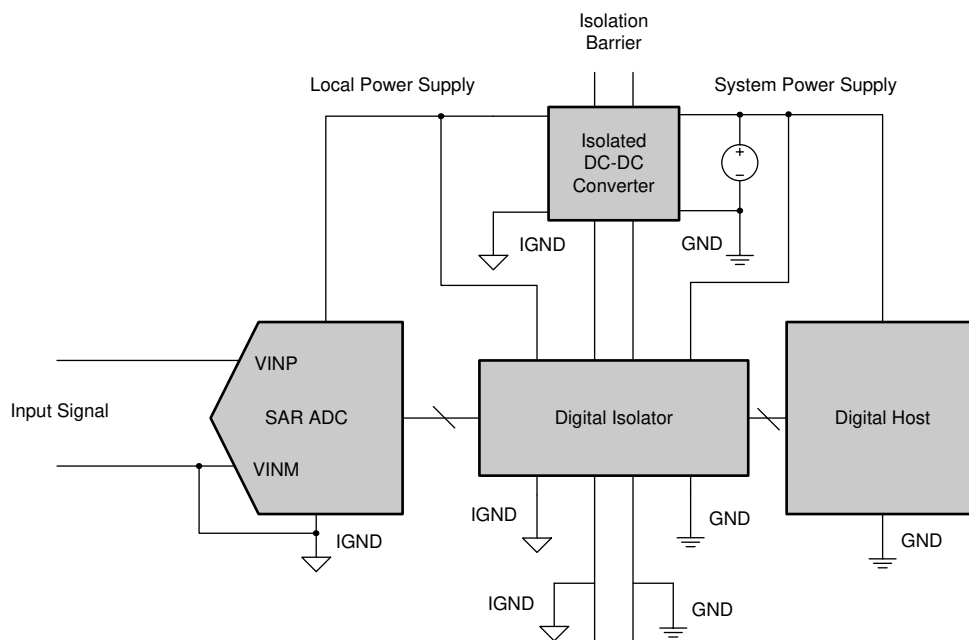 Isolation
Barrier
Local Power Supply
System Power Supply
Isolated
DC-DC
Converter
+
−
IGND
GND
VINP
Input Signal
SAR ADC
Digital Isolator
Digital Host
VINM
IGND
IGND
GND
GND
IGND
GND